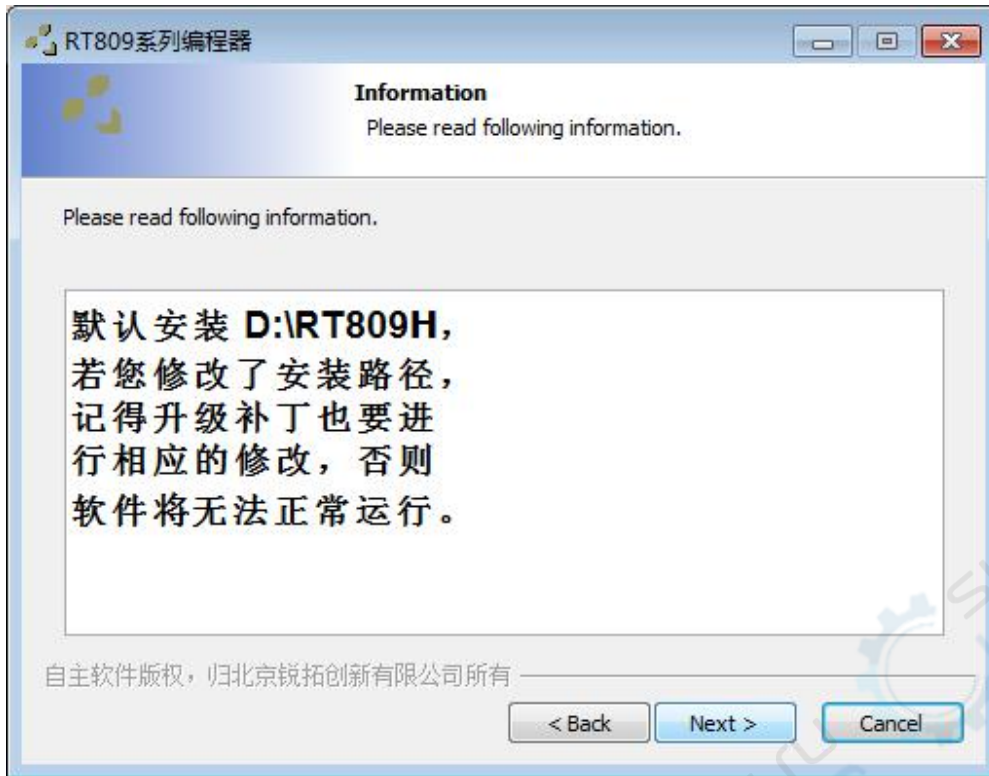 RT809系列编程器
Information
Please read following information.
Please read following information.
默认安装 D:\RT809H，
若您修改了安装路径，
记得升级补丁也要进
行相应的修改，否则
软件将无法正常运行。
自主软件版权，归北京锐拓创新有限公司所有
< Back
Next >
Cancel